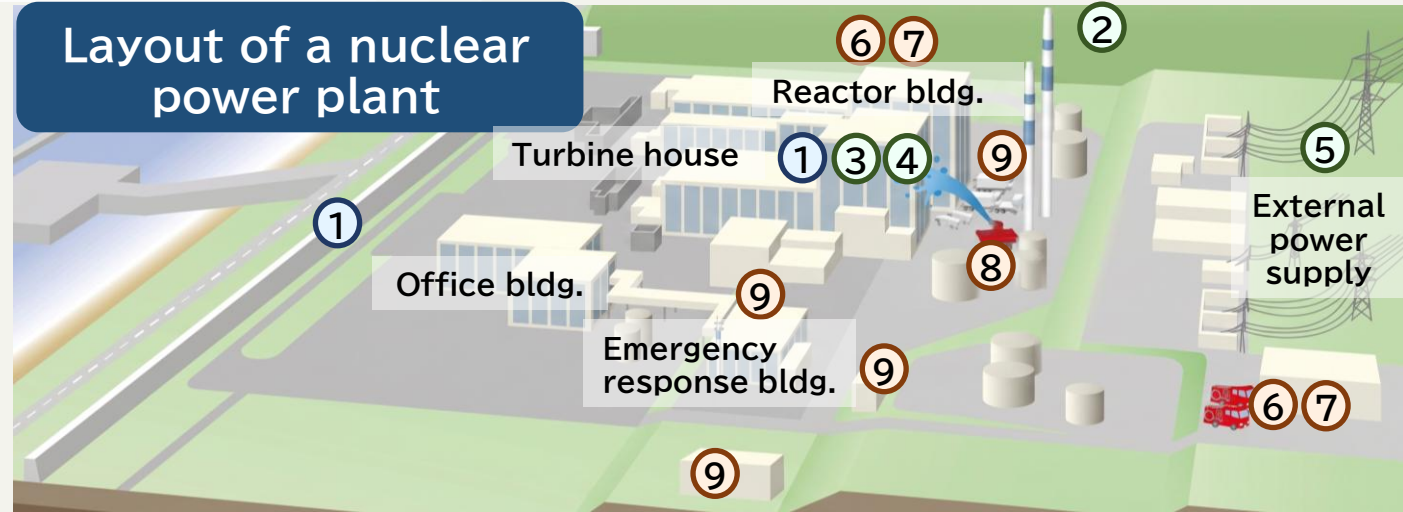 Layout of a nuclear
power plant
6 7
2
Reactor bldg.
Turbine house
1 3 4
9
5
External
power
supply
1
8
Office bldg.
9
Emergency
response bldg.
9
6 7
9